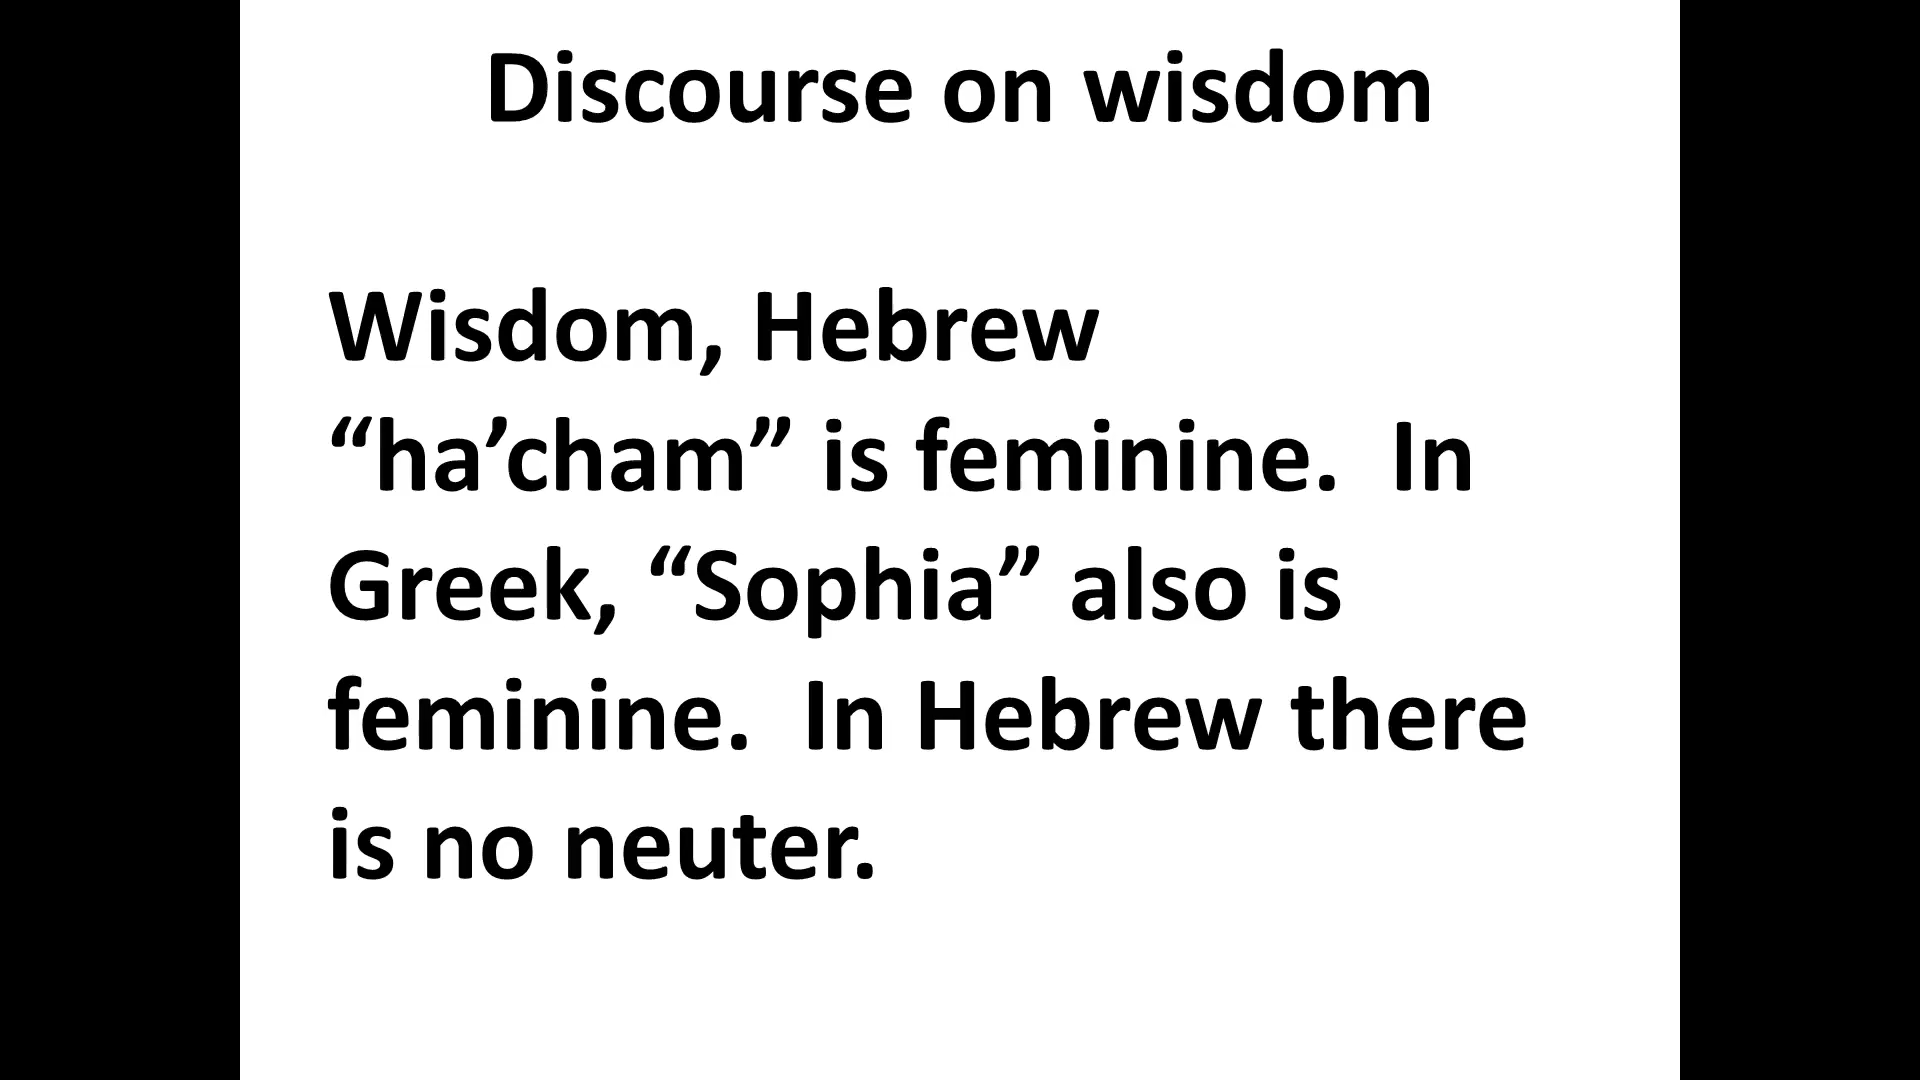 Discourse on wisdom
Wisdom, Hebrew
“ha’cham” is feminine.  In
Greek, “Sophia” also is
feminine.  In Hebrew there
is no neuter.